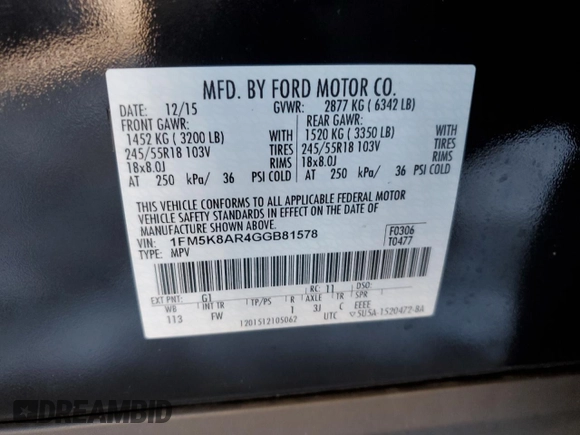 MFD. BY FORD MOTOR CO.
DATE: 12/15 GVWR: 2877 KG ( 6342 LB)
FRONT GAWR: REAR GAWR:
1452 KG ( 3200 LB) WITH 1520 KG ( 3350 LB) WITH
245/55R18 103V TIRES 245/55R18 103V TIRES
18x8.0J RIMS 18x8.0J RIMS
AT 250 kPa/ 36 PSI COLD AT 250 kPa/ 36 PSI COLD
THIS VEHICLE CONFORMS TO ALL APPLICABLE FEDERAL MOTOR
VEHICLE SAFETY STANDARDS IN EFFECT ON THE DATE OF
MANUFACTURE SHOWN ABOVE.
VIN: 1FM5K8AR4GGB81578 F0306
TYPE: MPV T0477
EXT PNT: G1 RC: 11 DSO:
WB INT TR TP/PS R AXLE TR SPR
113 FW 1 3J C EEEE
1201512105062 UTC ▽5U5A-1520472-BA
DREAMBID